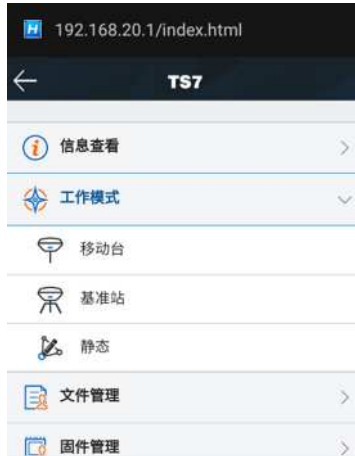 H 192.168.20.1/index.html
TS7
信息查看
工作模式
移动台
基准站
静态
文件管理
固件管理